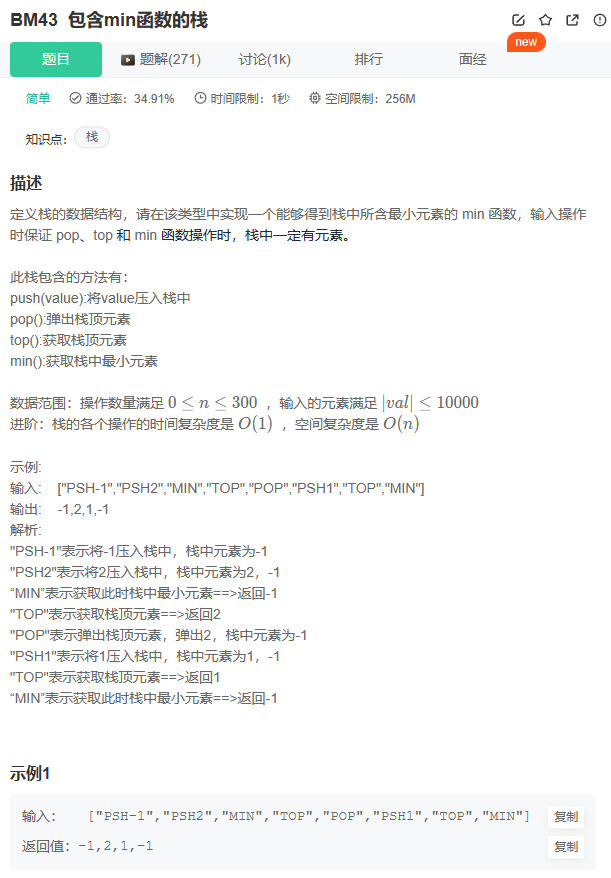 BM43 包含min函数的栈
new
题目 题解(271) 讨论(1k) 排行 面经
简单 通过率：34.91% 时间限制：1秒 空间限制：256M
知识点： 栈
描述
定义栈的数据结构，请在该类型中实现一个能够得到栈中所含最小元素的 min 函数，输入操作
时保证 pop、top 和 min 函数操作时，栈中一定有元素。
此栈包含的方法有：
push(value):将value压入栈中
pop():弹出栈顶元素
top():获取栈顶元素
min():获取栈中最小元素
数据范围：操作数量满足 0 ≤ n ≤ 300 ，输入的元素满足 |val| ≤ 10000
进阶：栈的各个操作的时间复杂度是 O(1) ，空间复杂度是 O(n)
示例:
输入: ["PSH-1","PSH2","MIN","TOP","POP","PSH1","TOP","MIN"]
输出: -1,2,1,-1
解析:
"PSH-1"表示将-1压入栈中，栈中元素为-1
"PSH2"表示将2压入栈中，栈中元素为2，-1
“MIN”表示获取此时栈中最小元素==>返回-1
"TOP"表示获取栈顶元素==>返回2
"POP"表示弹出栈顶元素，弹出2，栈中元素为-1
"PSH1"表示将1压入栈中，栈中元素为1，-1
"TOP"表示获取栈顶元素==>返回1
“MIN”表示获取此时栈中最小元素==>返回-1
示例1
输入： ["PSH-1","PSH2","MIN","TOP","POP","PSH1","TOP","MIN"] 复制
返回值：-1,2,1,-1 复制